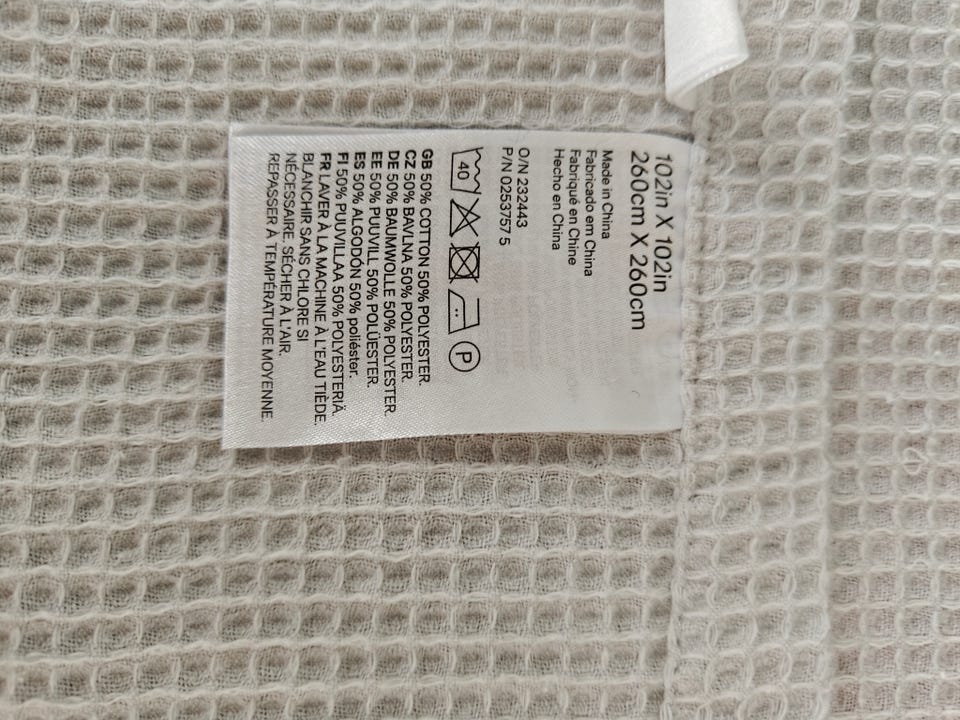 102in X 102in
260cm X 260cm
Made in China
Fabricado em China
Fabriqué en Chine
Hecho en China
O/N 232443
P/N 0253757 5
40
P
GB 50% COTTON 50% POLYESTER.
CZ 50% BAVLNA 50% POLYESTER.
DE 50% BAUMWOLLE 50% POLYESTER.
EE 50% PUUVILL 50% POLÜESTER.
ES 50% ALGODÓN 50% poliéster.
FI 50% PUUVILLAA 50% POLYESTERIÄ.
FR LAVER À LA MACHINE À L'EAU TIÈDE.
BLANCHIR SANS CHLORE SI
NÉCESSAIRE. SÉCHER À L'AIR.
REPASSER À TEMPÉRATURE MOYENNE.